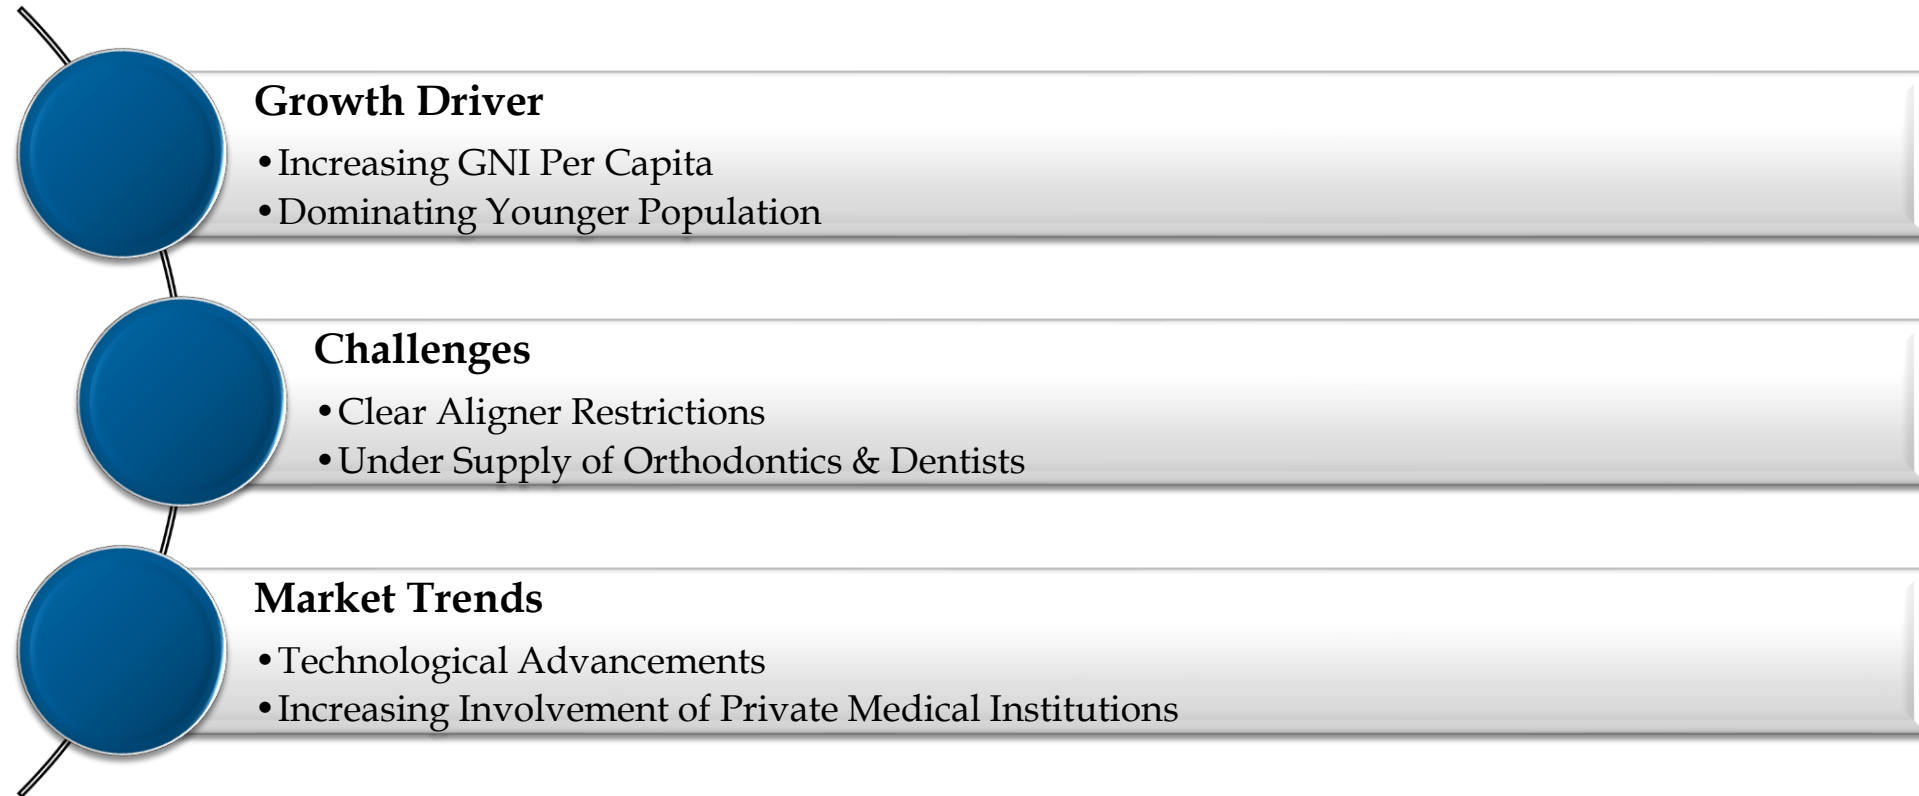 Growth Driver
•Increasing GNI Per Capita
•Dominating Younger Population
Challenges
•Clear Aligner Restrictions
•Under Supply of Orthodontics & Dentists
Market Trends
•Technological Advancements
•Increasing Involvement of Private Medical Institutions